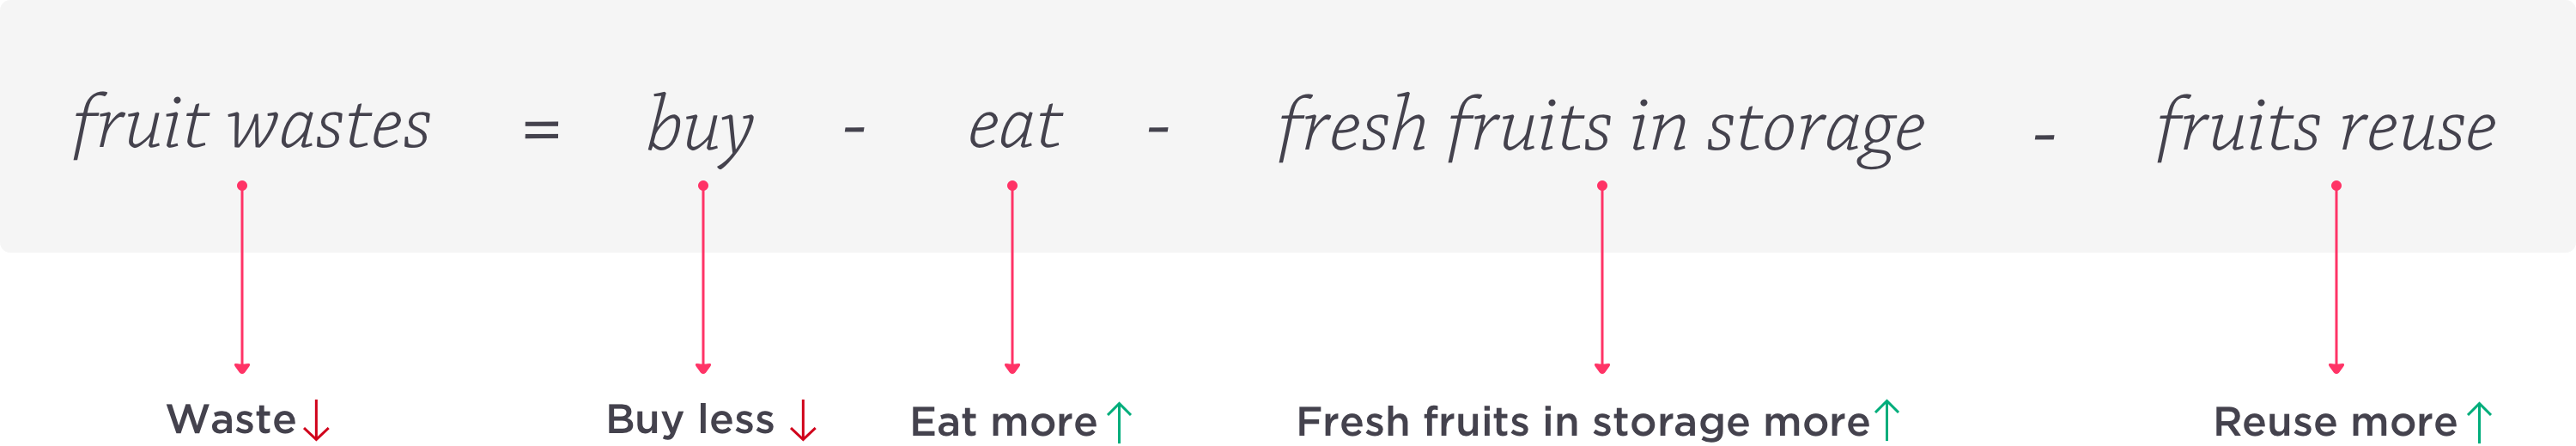 fruit wastes = buy - eat - fresh fruits in storage - fruits reuse
Waste↓ Buy less ↓ Eat more↑ Fresh fruits in storage more↑ Reuse more↑